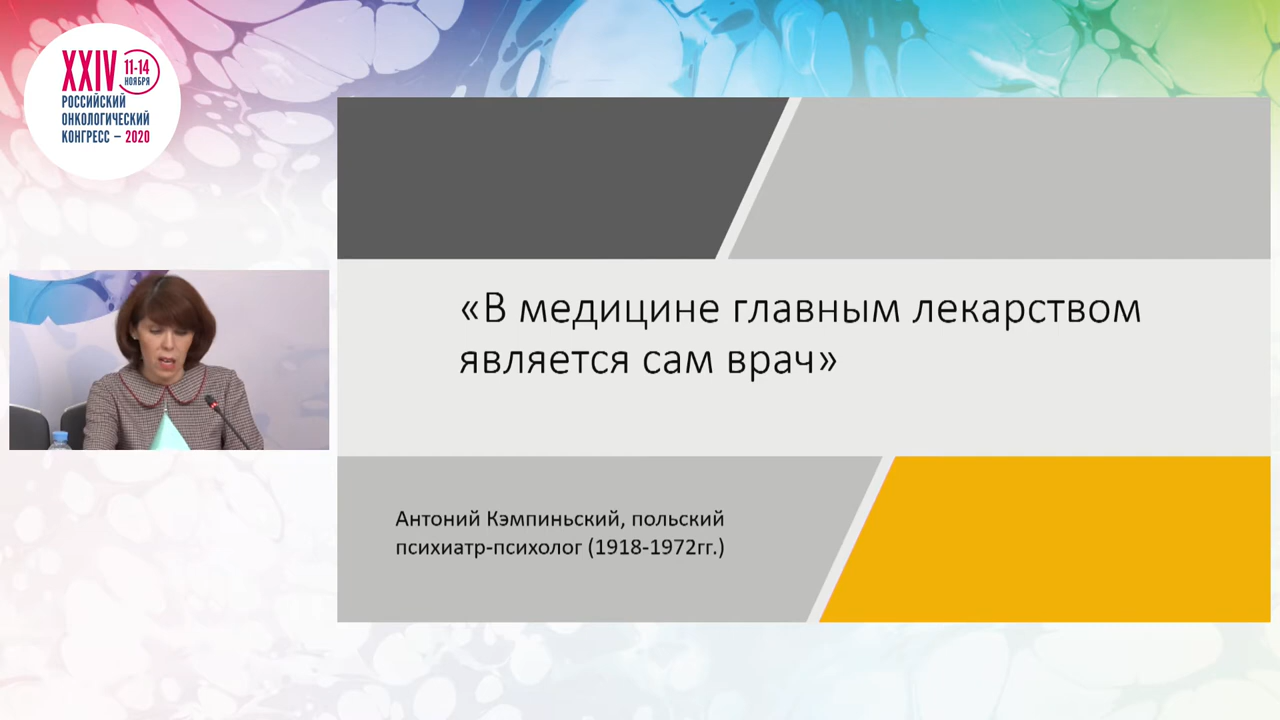 XXIV 11-14
НОЯБРЯ
РОССИЙСКИЙ
ОНКОЛОГИЧЕСКИЙ
КОНГРЕСС – 2020
«В медицине главным лекарством
является сам врач»
Антоний Кэмпиньский, польский
психиатр-психолог (1918-1972гг.)